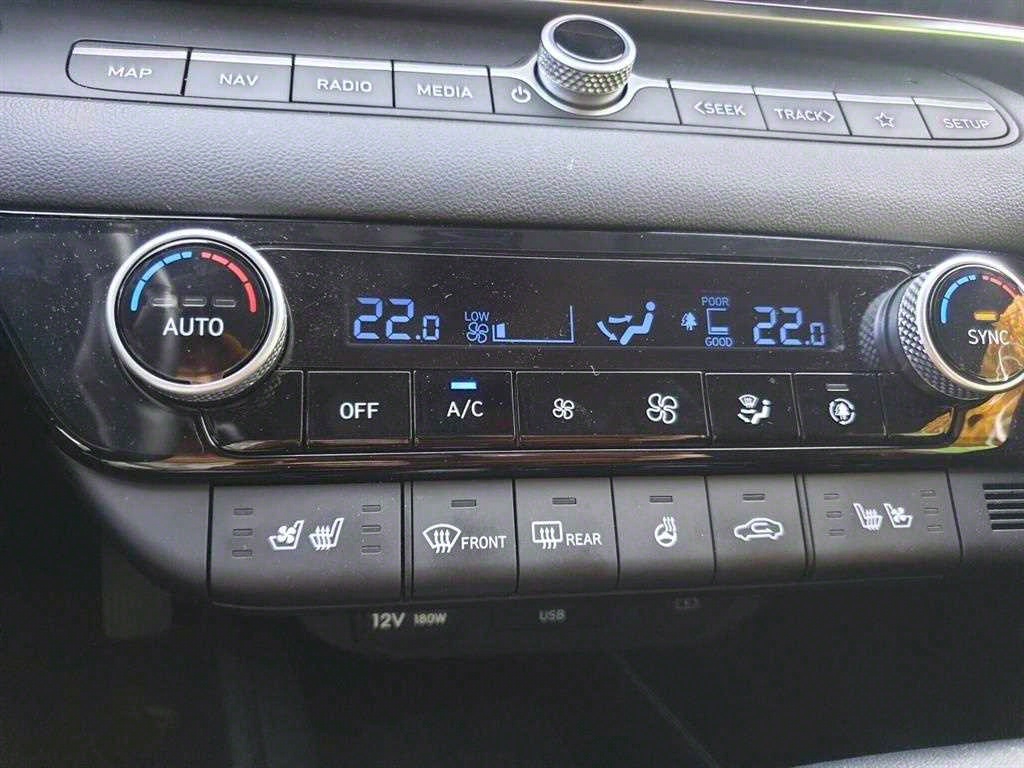 MAP NAV RADIO MEDIA <SEEK TRACK> SETUP
AUTO 22.0 LOW POOR GOOD 22.0 SYNC
OFF A/C
FRONT REAR
12V 180W USB